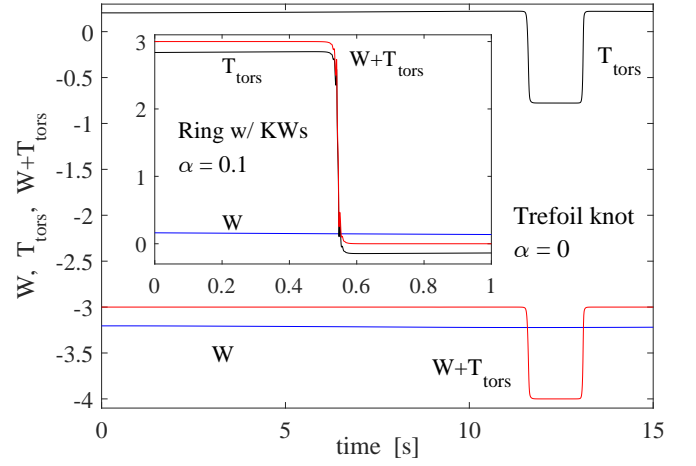 W, T_tors, W+T_tors
0
-0.5
-1
-1.5
-2
-2.5
-3
-3.5
-4
0
5
10
15
time [s]
T_tors
Trefoil knot
α = 0
W
W+T_tors
3
2
1
0
0
0.2
0.4
0.6
0.8
1
T_tors
W+T_tors
Ring w/ KWs
α = 0.1
W